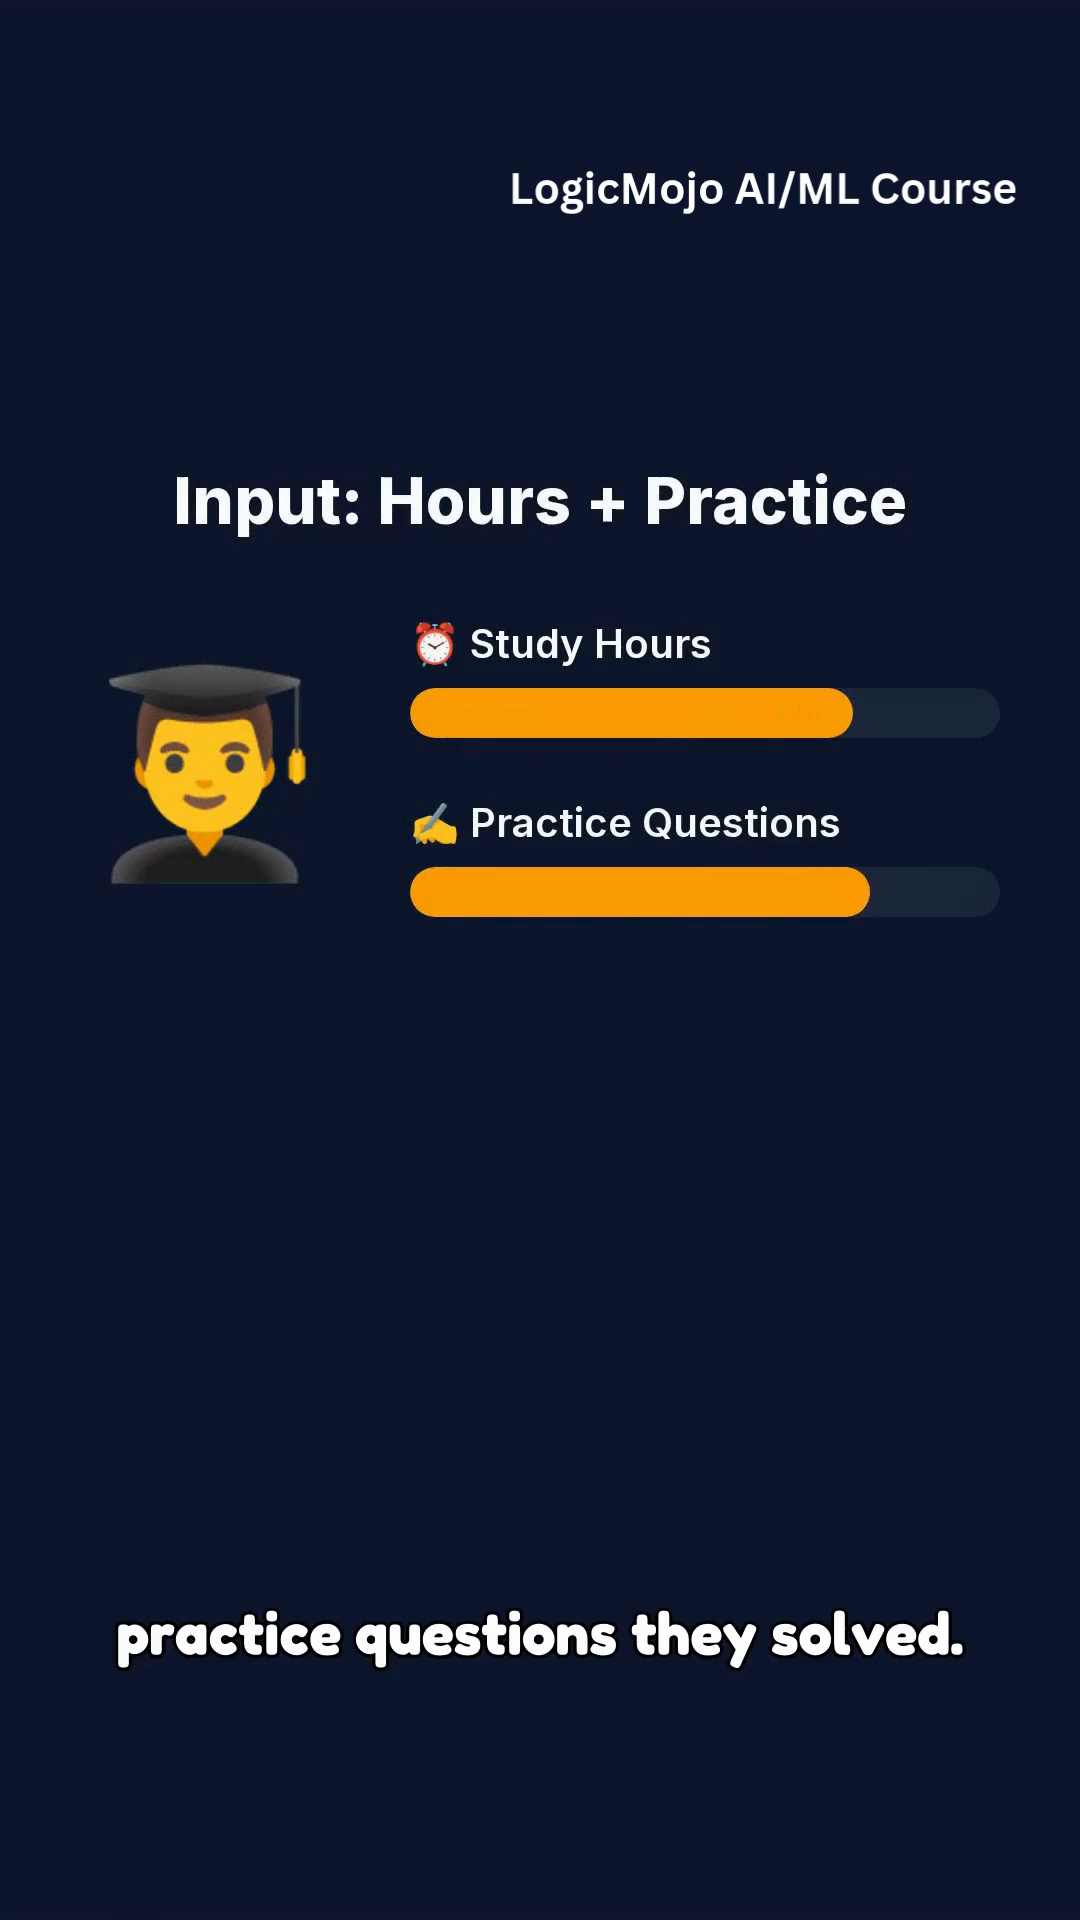 LogicMojo AI/ML Course
Input: Hours + Practice
⏰ Study Hours
✍️ Practice Questions
practice questions they solved.